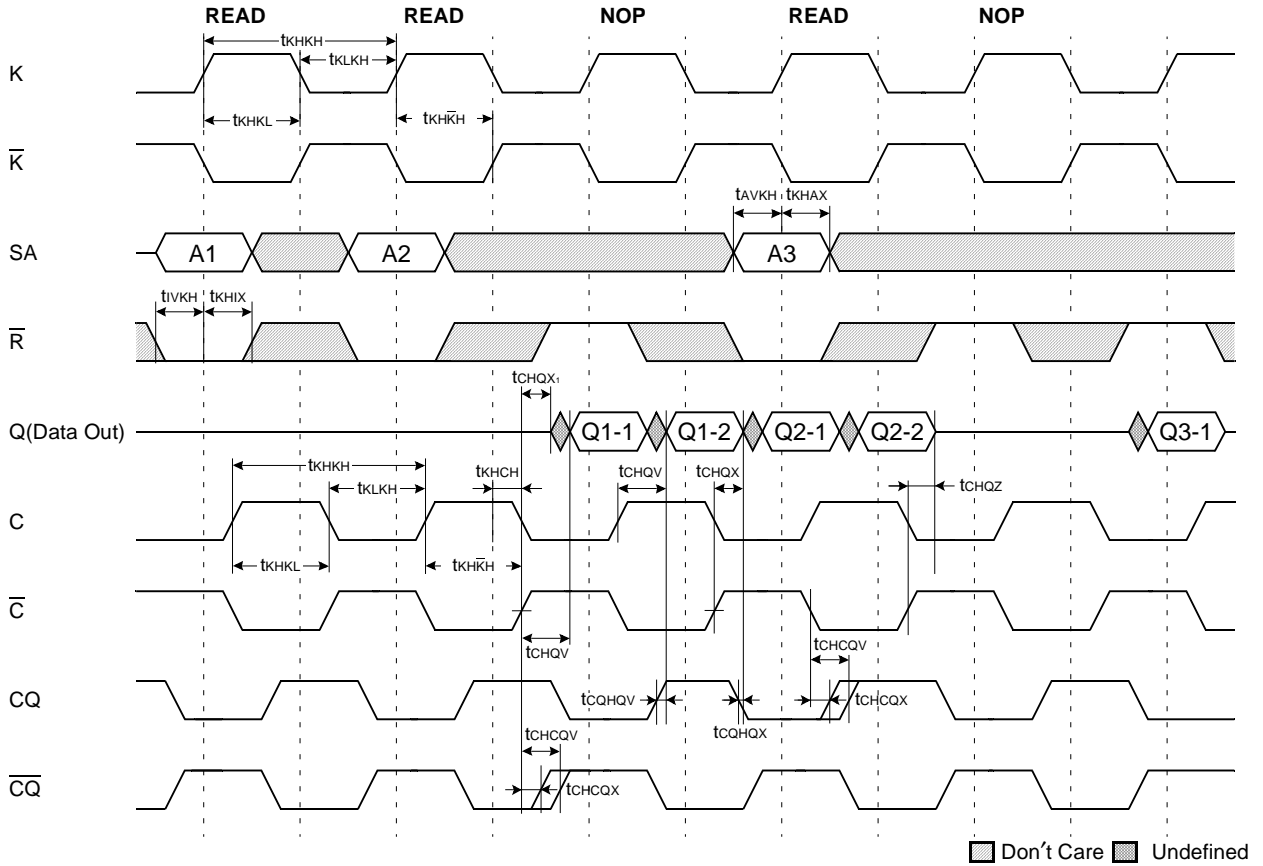 READ READ NOP READ NOP
tKHKH
tKLKH
K
tKHKL tKHK̅H
K̅
tAVKH tKHAX
SA A1 A2 A3
tIVKH tKHIX
R̅
tCHQX1
Q(Data Out) Q1-1 Q1-2 Q2-1 Q2-2 Q3-1
tKHKH tKHCH tCHQV tCHQX
tKLKH tCHQZ
C
tKHKL tKHK̅H
C̅
tCHQV tCHCQV
CQ tCQHQV tCHCQX
tCQHQX
tCHCQV
C̅Q̅ tCHCQX
Don′t Care Undefined